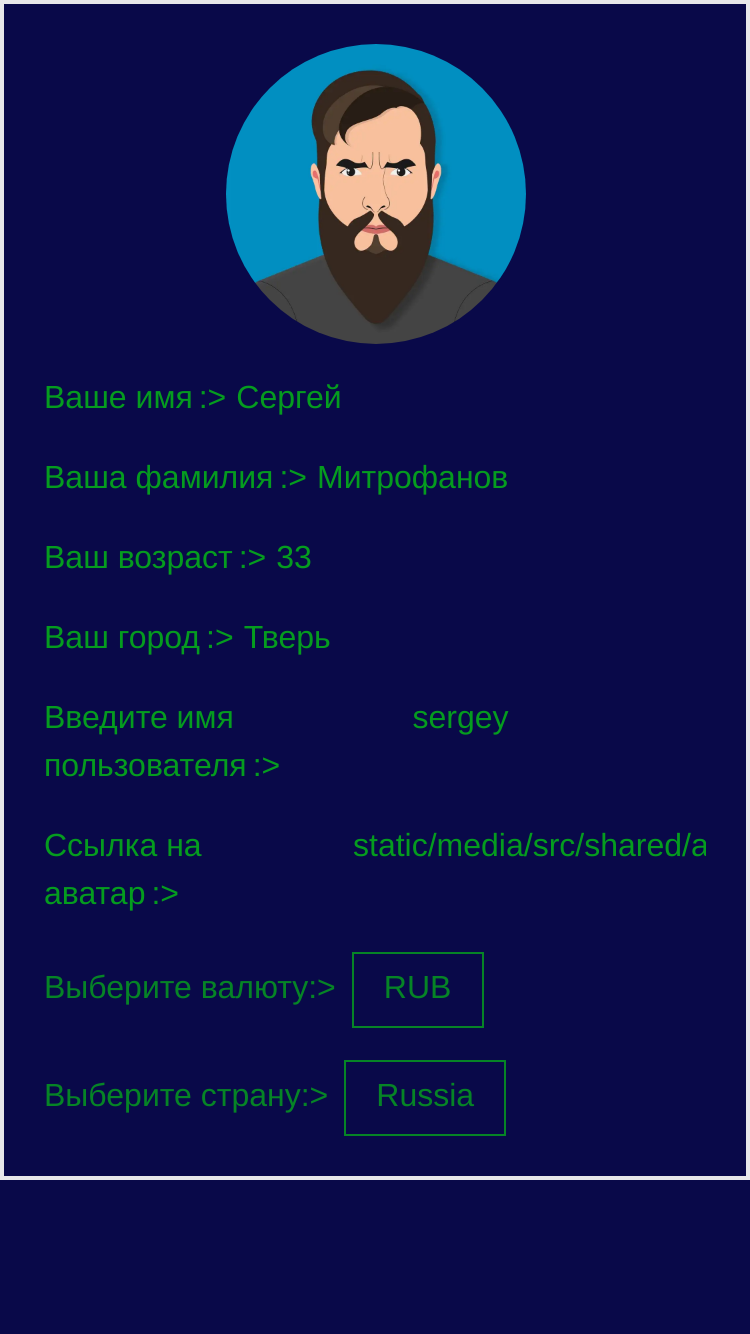 Ваше имя :> Сергей
Ваша фамилия :> Митрофанов
Ваш возраст :> 33
Ваш город :> Тверь
Введите имя пользователя :> sergey
Ссылка на аватар :> static/media/src/shared/a
Выберите валюту:> RUB
Выберите страну:> Russia